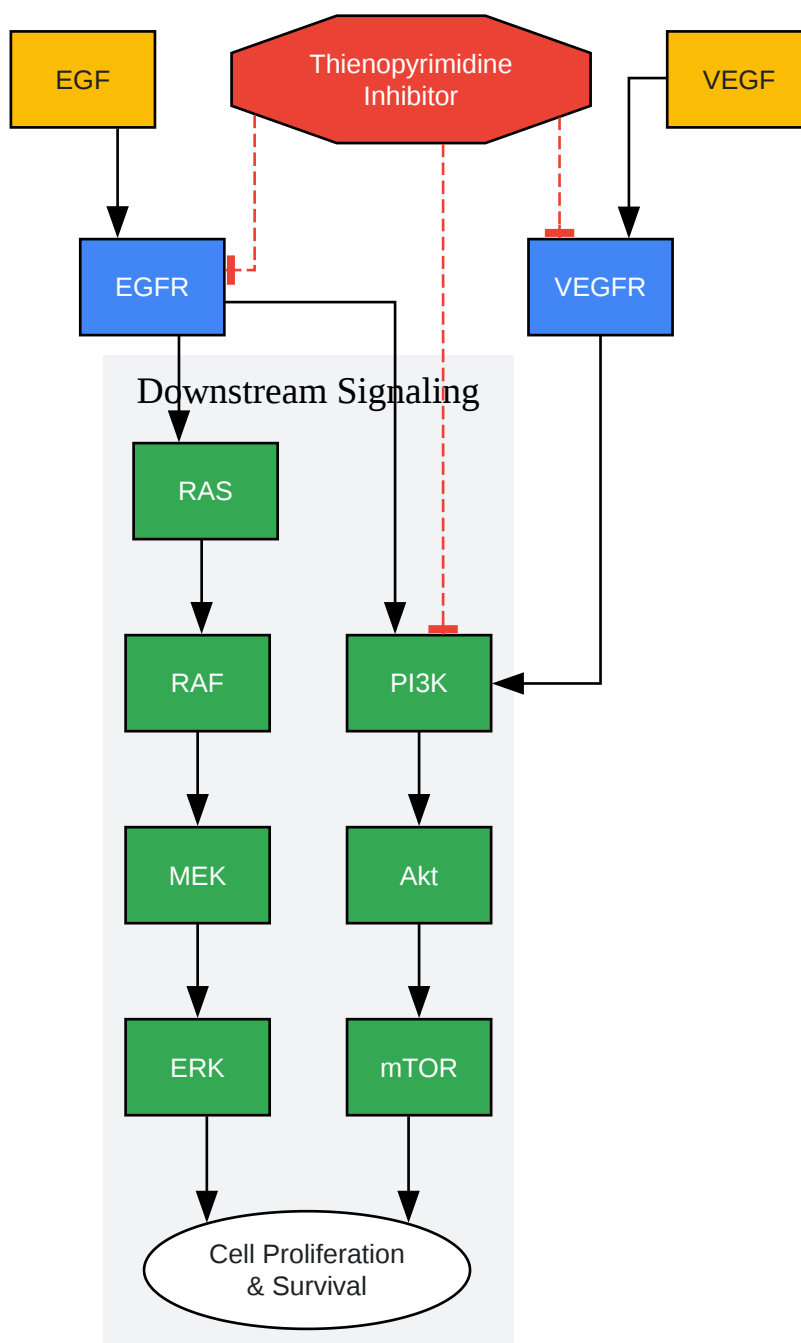 EGF
Thienopyrimidine
Inhibitor
VEGF
EGFR
VEGFR
Downstream Signaling
RAS
RAF
PI3K
MEK
Akt
ERK
mTOR
Cell Proliferation
& Survival